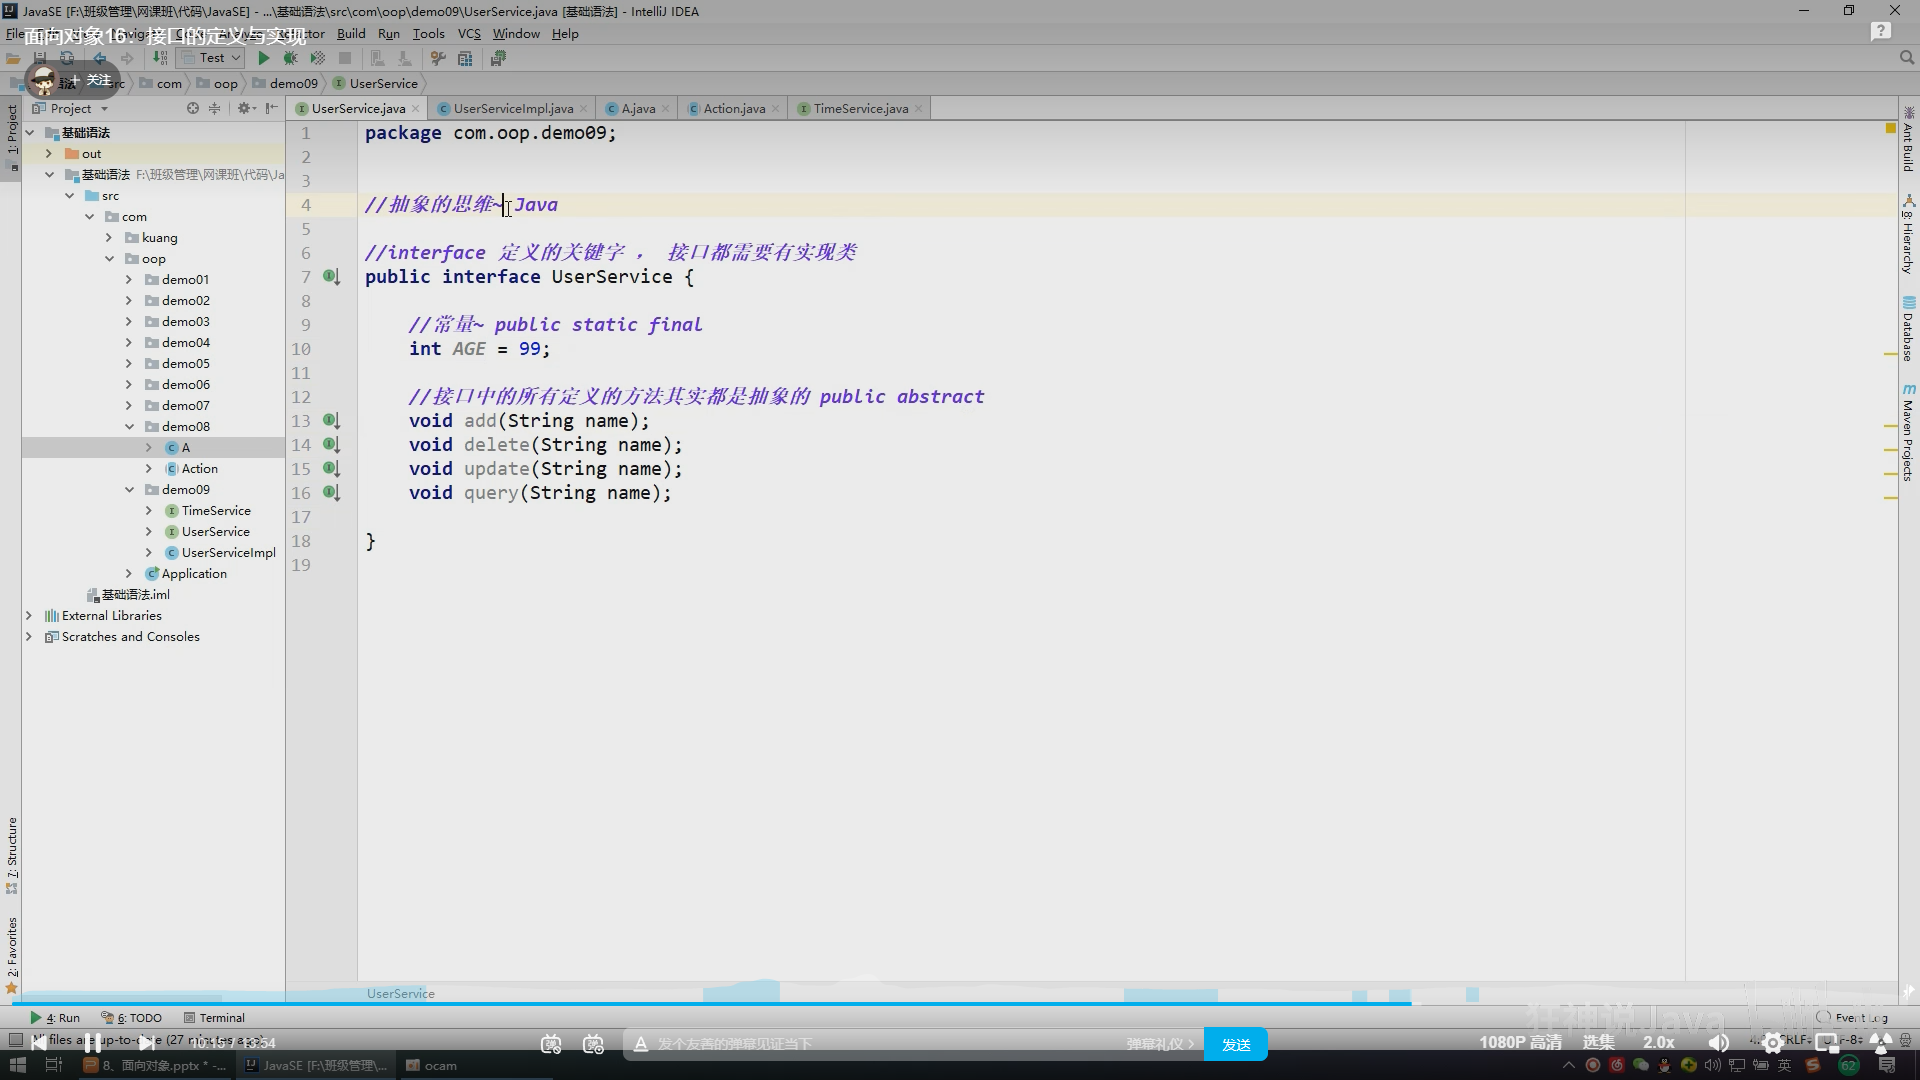 JavaSE [F:\班级管理\网课班\代码\JavaSE] - ...\基础语法\src\com\oop\demo09\UserService.java [基础语法] - IntelliJ IDEA
面向对象16：接口的定义与实现
Build Run Tools VCS Window Help
Test
+ 关注
src com oop demo09 UserService
Project
UserService.java UserServiceImpl.java A.java Action.java TimeService.java
1: Project
基础语法
out
基础语法 F:\班级管理\网课班\代码\Ja
src
com
kuang
oop
demo01
demo02
demo03
demo04
demo05
demo06
demo07
demo08
A
Action
demo09
TimeService
UserService
UserServiceImpl
Application
基础语法.iml
External Libraries
Scratches and Consoles
7: Structure
2: Favorites
1 package com.oop.demo09;
2
3
4 //抽象的思维~ Java
5
6 //interface 定义的关键字 ， 接口都需要有实现类
7 public interface UserService {
8
9 //常量~ public static final
10 int AGE = 99;
11
12 //接口中的所有定义的方法其实都是抽象的 public abstract
13 void add(String name);
14 void delete(String name);
15 void update(String name);
16 void query(String name);
17
18 }
19
Ant Build
8: Hierarchy
Database
Maven Projects
UserService
狂神说Java
4: Run 6: TODO Terminal Event Log
files are up-to-date (27 minutes ago)
10:15 / 13:54
发个友善的弹幕见证当下 弹幕礼仪 > 发送
1080P 高清 选集 2.0x
8、面向对象.pptx * -... JavaSE [F:\班级管理\... ocam
英 62